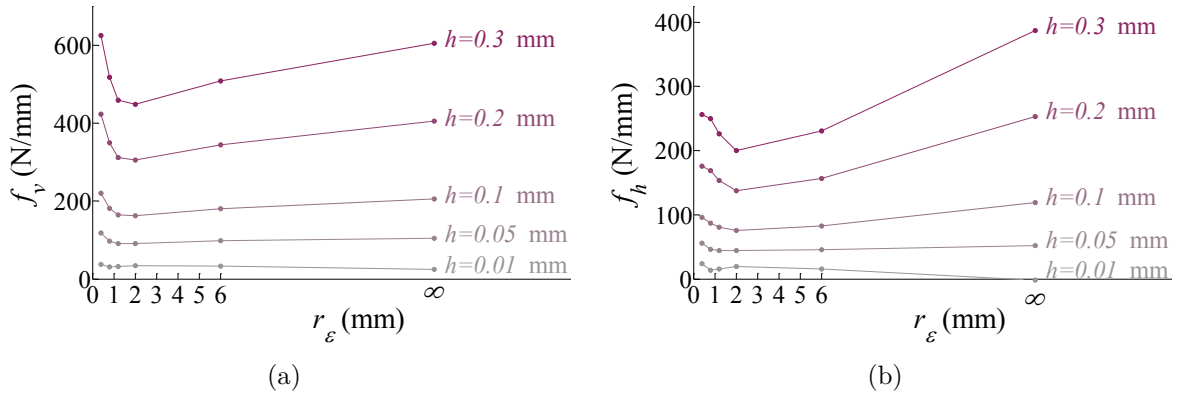 600
400
200
0
f_v (N/mm)
h=0.3 mm
h=0.2 mm
h=0.1 mm
h=0.05 mm
h=0.01 mm
0 1 2 3 4 5 6 ∞
r_ε (mm)
(a)
400
300
200
100
0
f_h (N/mm)
h=0.3 mm
h=0.2 mm
h=0.1 mm
h=0.05 mm
h=0.01 mm
0 1 2 3 4 5 6 ∞
r_ε (mm)
(b)